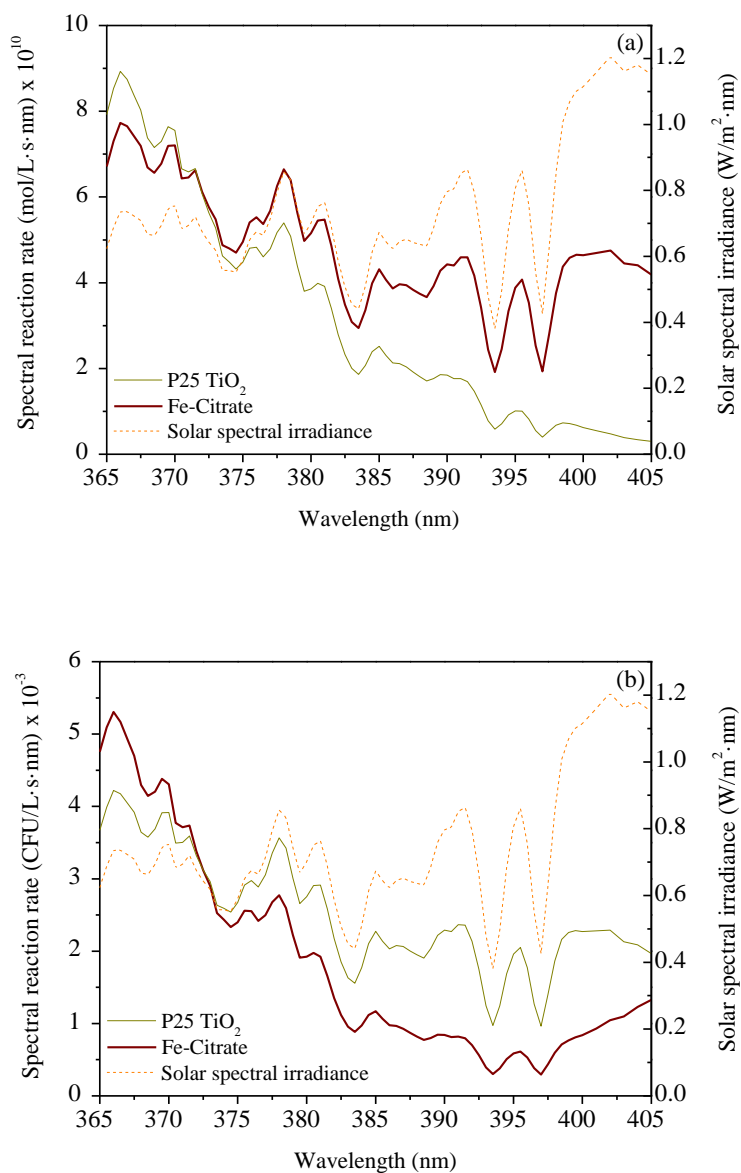 (a)
Spectral reaction rate (mol/L·s·nm) x 10^10
10
8
6
4
2
0
Solar spectral irradiance (W/m²·nm)
1.2
1.0
0.8
0.6
0.4
0.2
0.0
P25 TiO₂
Fe-Citrate
Solar spectral irradiance
365 370 375 380 385 390 395 400 405
Wavelength (nm)
(b)
Spectral reaction rate (CFU/L·s·nm) x 10^-3
6
5
4
3
2
1
0
Solar spectral irradiance (W/m²·nm)
1.2
1.0
0.8
0.6
0.4
0.2
0.0
P25 TiO₂
Fe-Citrate
Solar spectral irradiance
365 370 375 380 385 390 395 400 405
Wavelength (nm)